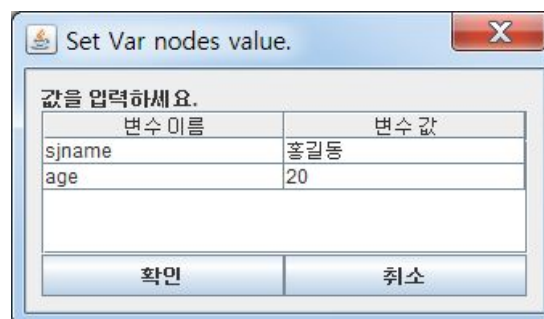 Set Var nodes value.
값을 입력하세요.
변수 이름 변수 값
sjname 홍길동
age 20
확인 취소